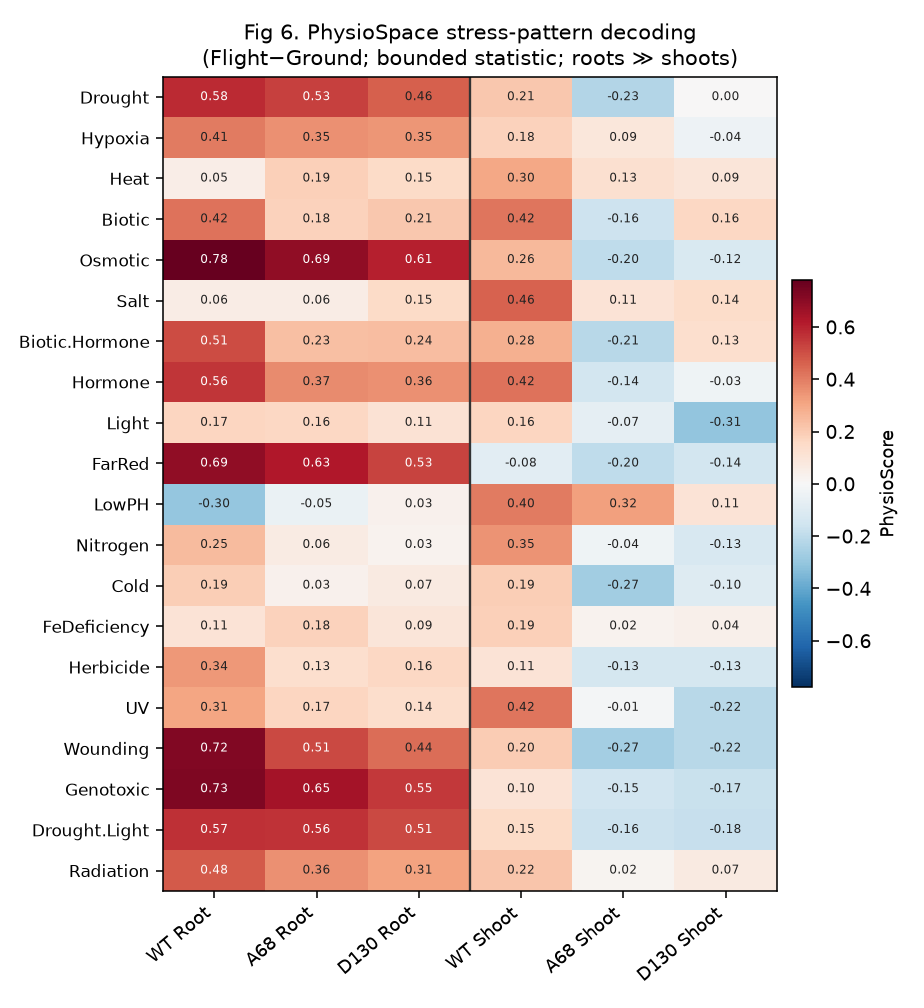 Fig 6. PhysioSpace stress-pattern decoding
(Flight−Ground; bounded statistic; roots ≫ shoots)
Drought 0.58 0.53 0.46 0.21 -0.23 0.00
Hypoxia 0.41 0.35 0.35 0.18 0.09 -0.04
Heat 0.05 0.19 0.15 0.30 0.13 0.09
Biotic 0.42 0.18 0.21 0.42 -0.16 0.16
Osmotic 0.78 0.69 0.61 0.26 -0.20 -0.12
Salt 0.06 0.06 0.15 0.46 0.11 0.14
Biotic.Hormone 0.51 0.23 0.24 0.28 -0.21 0.13
Hormone 0.56 0.37 0.36 0.42 -0.14 -0.03
Light 0.17 0.16 0.11 0.16 -0.07 -0.31
FarRed 0.69 0.63 0.53 -0.08 -0.20 -0.14
LowPH -0.30 -0.05 0.03 0.40 0.32 0.11
Nitrogen 0.25 0.06 0.03 0.35 -0.04 -0.13
Cold 0.19 0.03 0.07 0.19 -0.27 -0.10
FeDeficiency 0.11 0.18 0.09 0.19 0.02 0.04
Herbicide 0.34 0.13 0.16 0.11 -0.13 -0.13
UV 0.31 0.17 0.14 0.42 -0.01 -0.22
Wounding 0.72 0.51 0.44 0.20 -0.27 -0.22
Genotoxic 0.73 0.65 0.55 0.10 -0.15 -0.17
Drought.Light 0.57 0.56 0.51 0.15 -0.16 -0.18
Radiation 0.48 0.36 0.31 0.22 0.02 0.07
WT Root A68 Root D130 Root WT Shoot A68 Shoot D130 Shoot
0.6
0.4
0.2
0.0
−0.2
−0.4
−0.6
PhysioScore